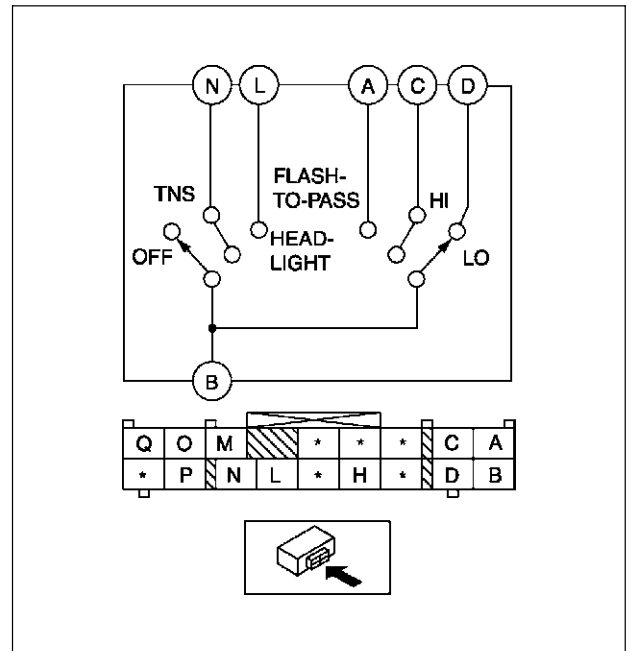 N L A C D
FLASH-
TNS TO-PASS HI
HEAD-
OFF LIGHT LO
B
Q O M * * * C A
* P N L * H * D B